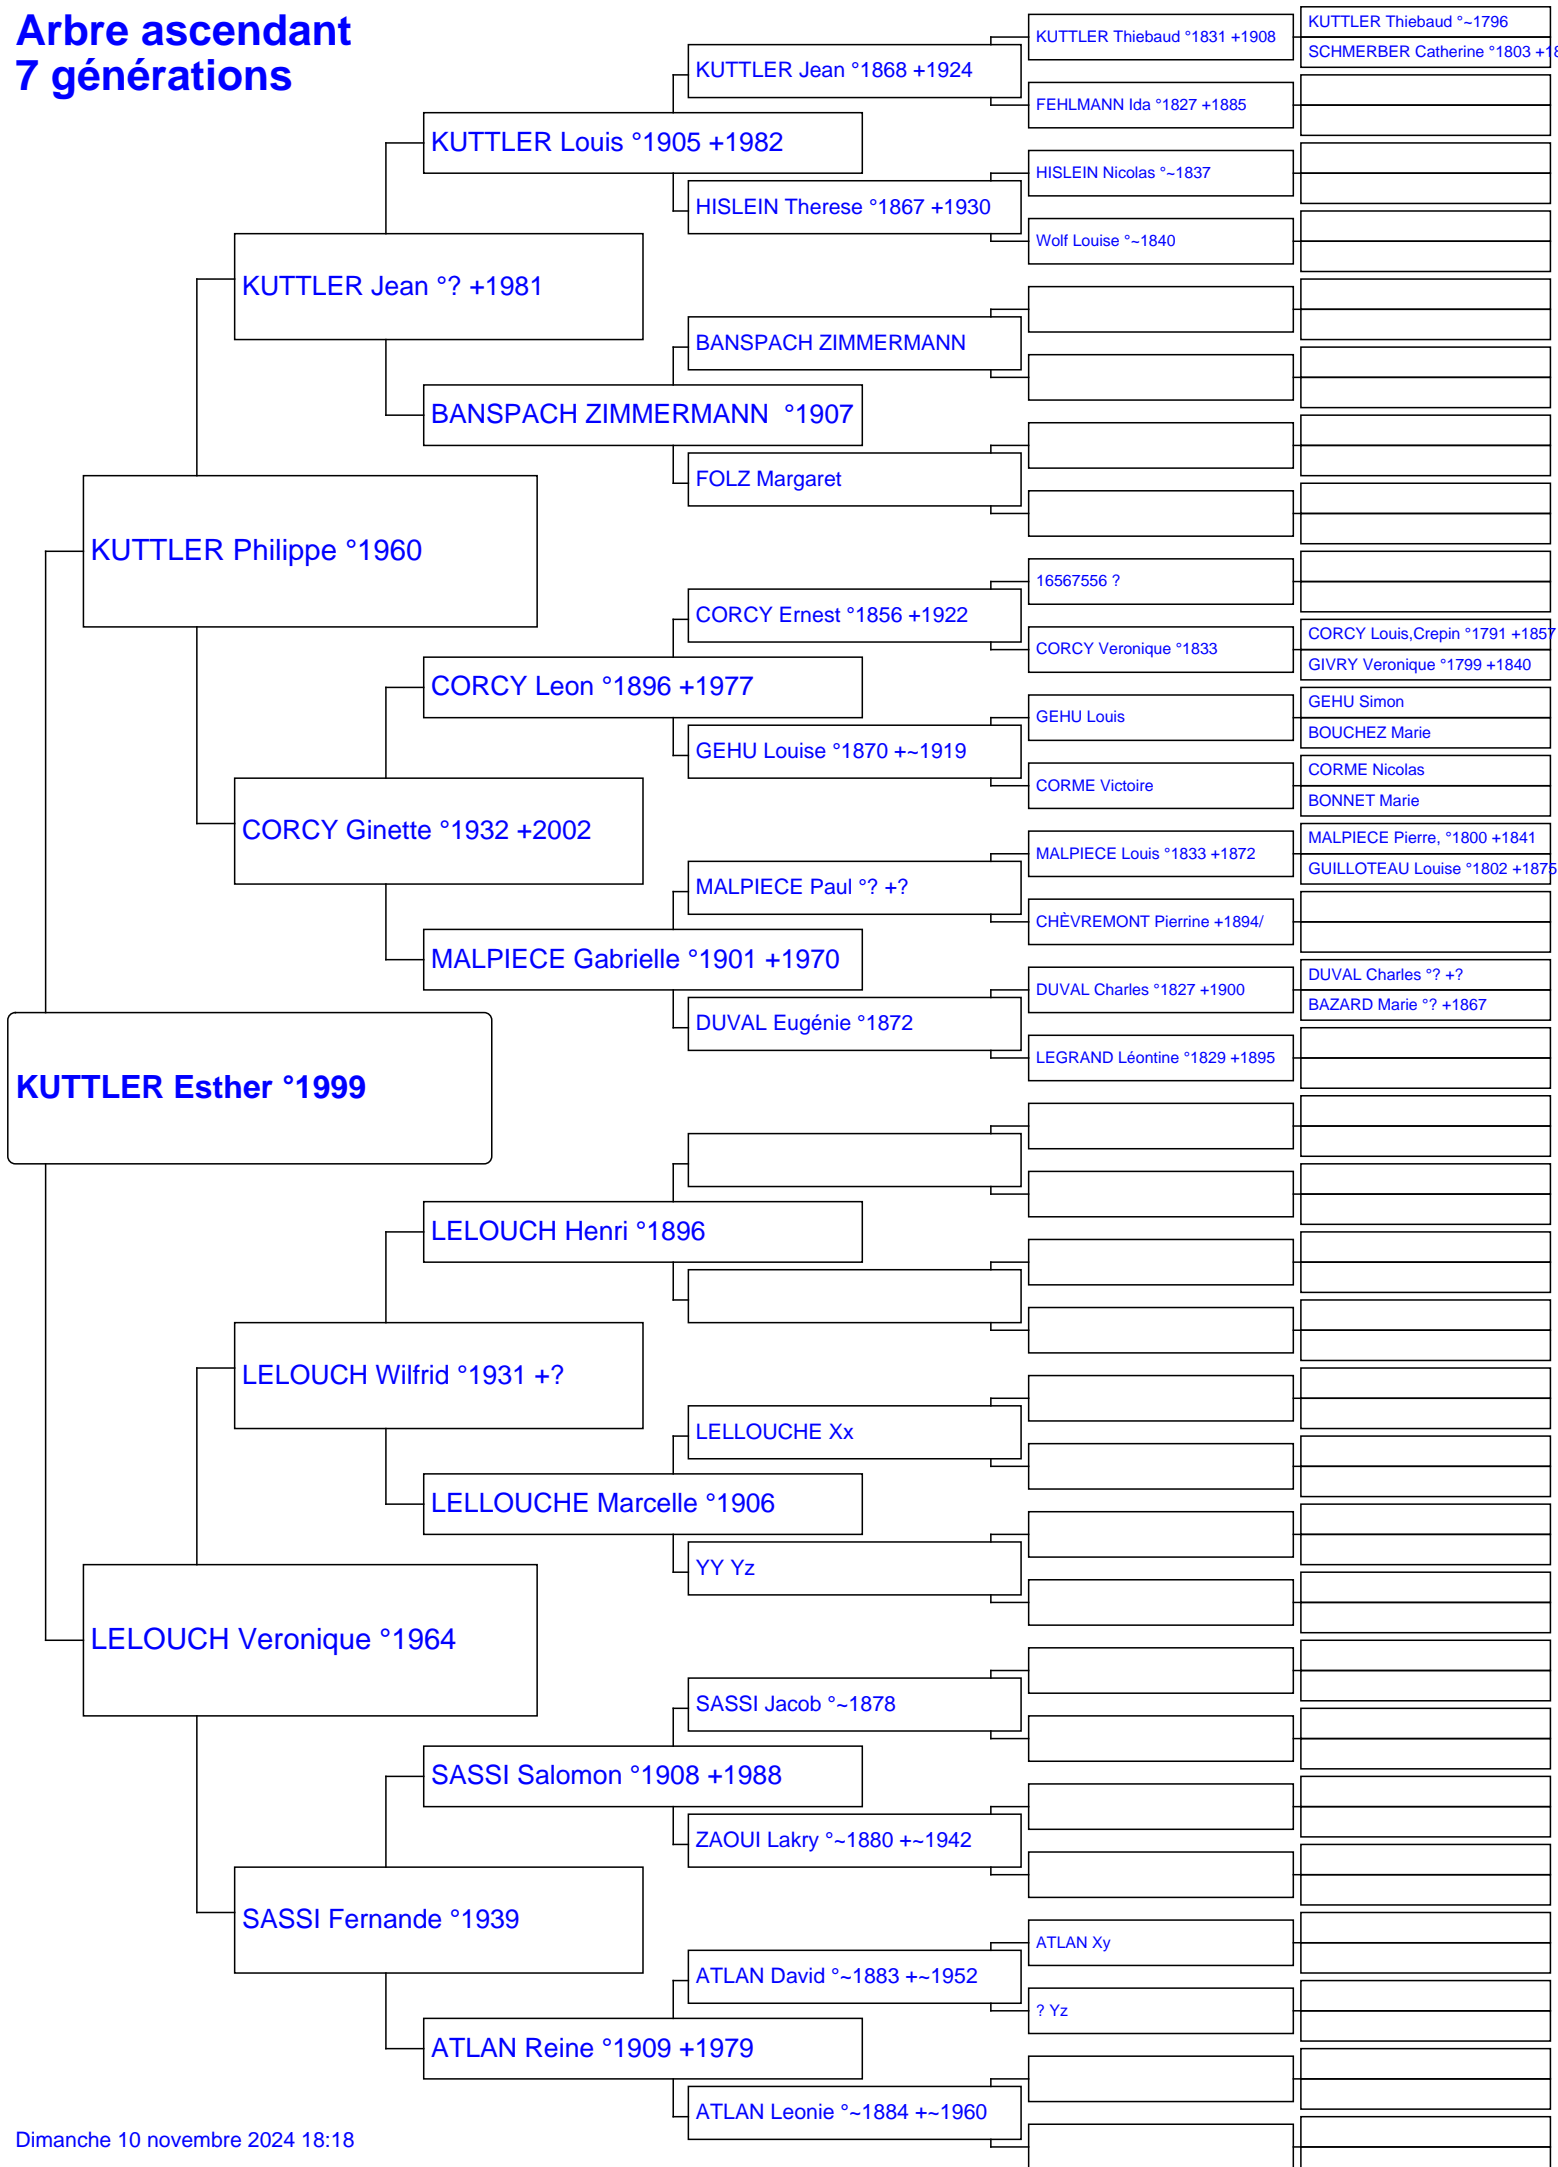 Arbre ascendant
7 générations
KUTTLER Thiebaud °1831 +1908
KUTTLER Thiebaud °~1796
SCHMERBER Catherine °1803 +18
KUTTLER Jean °1868 +1924
FEHLMANN Ida °1827 +1885
KUTTLER Louis °1905 +1982
HISLEIN Nicolas °~1837
HISLEIN Therese °1867 +1930
Wolf Louise °~1840
KUTTLER Jean °? +1981
BANSPACH ZIMMERMANN
BANSPACH ZIMMERMANN °1907
FOLZ Margaret
KUTTLER Philippe °1960
16567556 ?
CORCY Ernest °1856 +1922
CORCY Veronique °1833
CORCY Louis,Crepin °1791 +1857
GIVRY Veronique °1799 +1840
CORCY Leon °1896 +1977
GEHU Louis
GEHU Simon
BOUCHEZ Marie
GEHU Louise °1870 +~1919
CORME Victoire
CORME Nicolas
BONNET Marie
CORCY Ginette °1932 +2002
MALPIECE Louis °1833 +1872
MALPIECE Pierre, °1800 +1841
GUILLOTEAU Louise °1802 +1875
MALPIECE Paul °? +?
CHÈVREMONT Pierrine +1894/
MALPIECE Gabrielle °1901 +1970
DUVAL Charles °1827 +1900
DUVAL Charles °? +?
BAZARD Marie °? +1867
DUVAL Eugénie °1872
LEGRAND Léontine °1829 +1895
KUTTLER Esther °1999
LELOUCH Henri °1896
LELOUCH Wilfrid °1931 +?
LELLOUCHE Xx
LELLOUCHE Marcelle °1906
YY Yz
LELOUCH Veronique °1964
SASSI Jacob °~1878
SASSI Salomon °1908 +1988
ZAOUI Lakry °~1880 +~1942
SASSI Fernande °1939
ATLAN Xy
ATLAN David °~1883 +~1952
? Yz
ATLAN Reine °1909 +1979
ATLAN Leonie °~1884 +~1960
Dimanche 10 novembre 2024 18:18